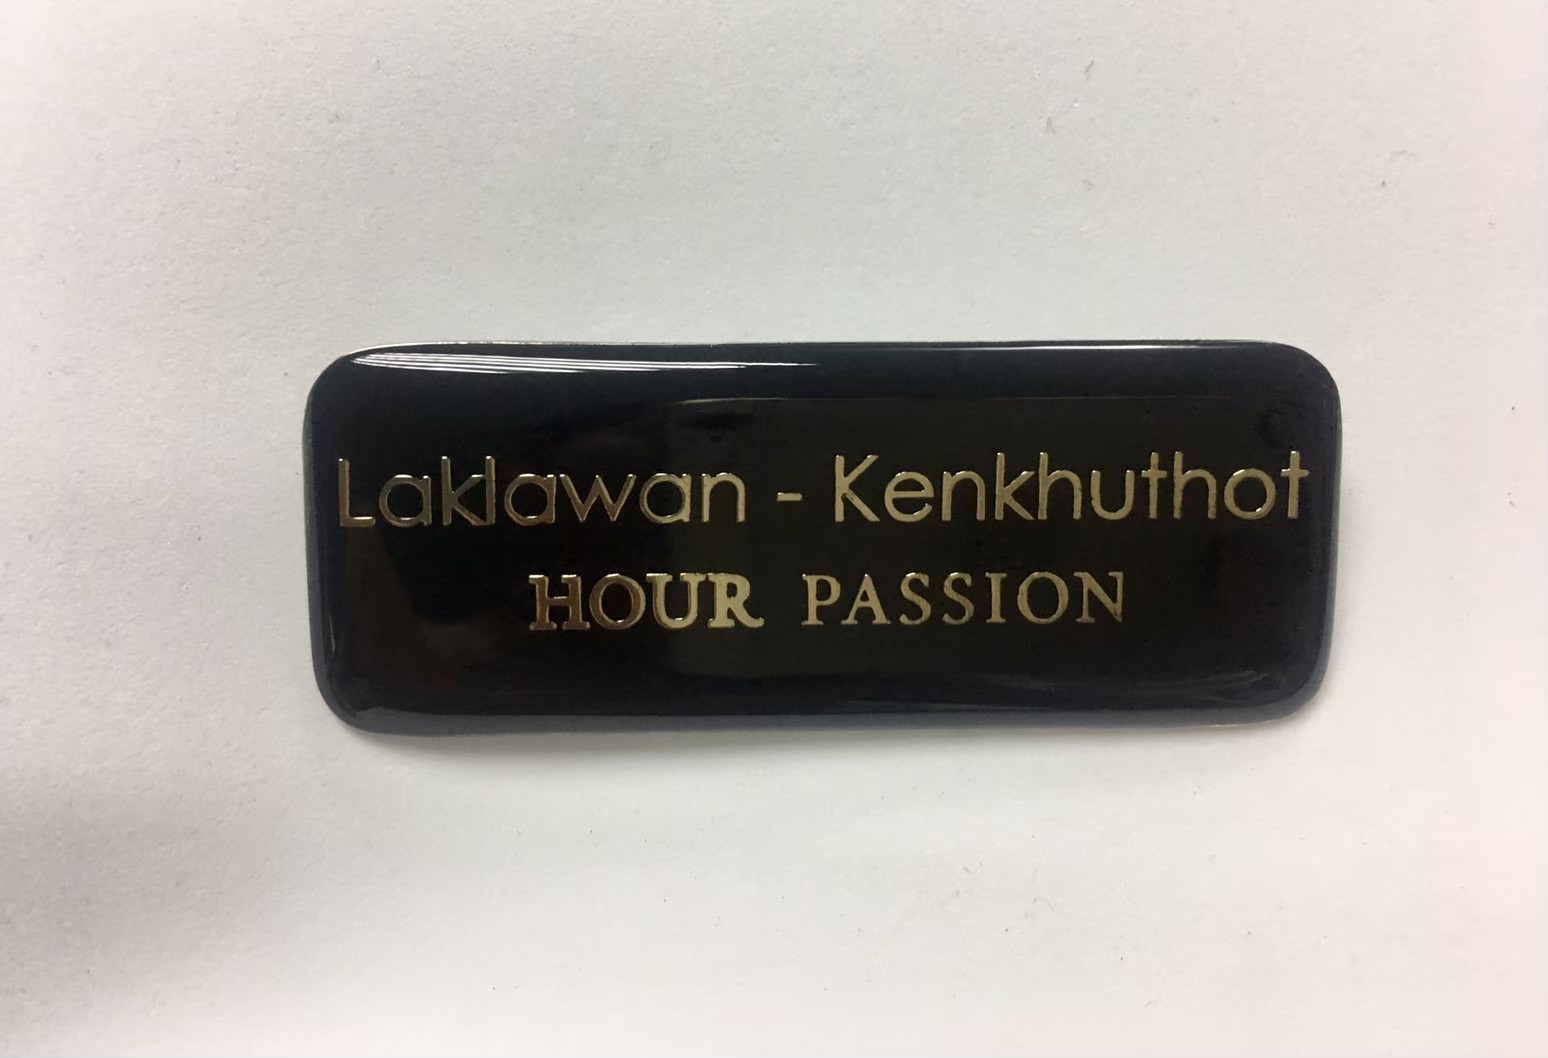 Laklawan - Kenkhuthot
HOUR PASSION